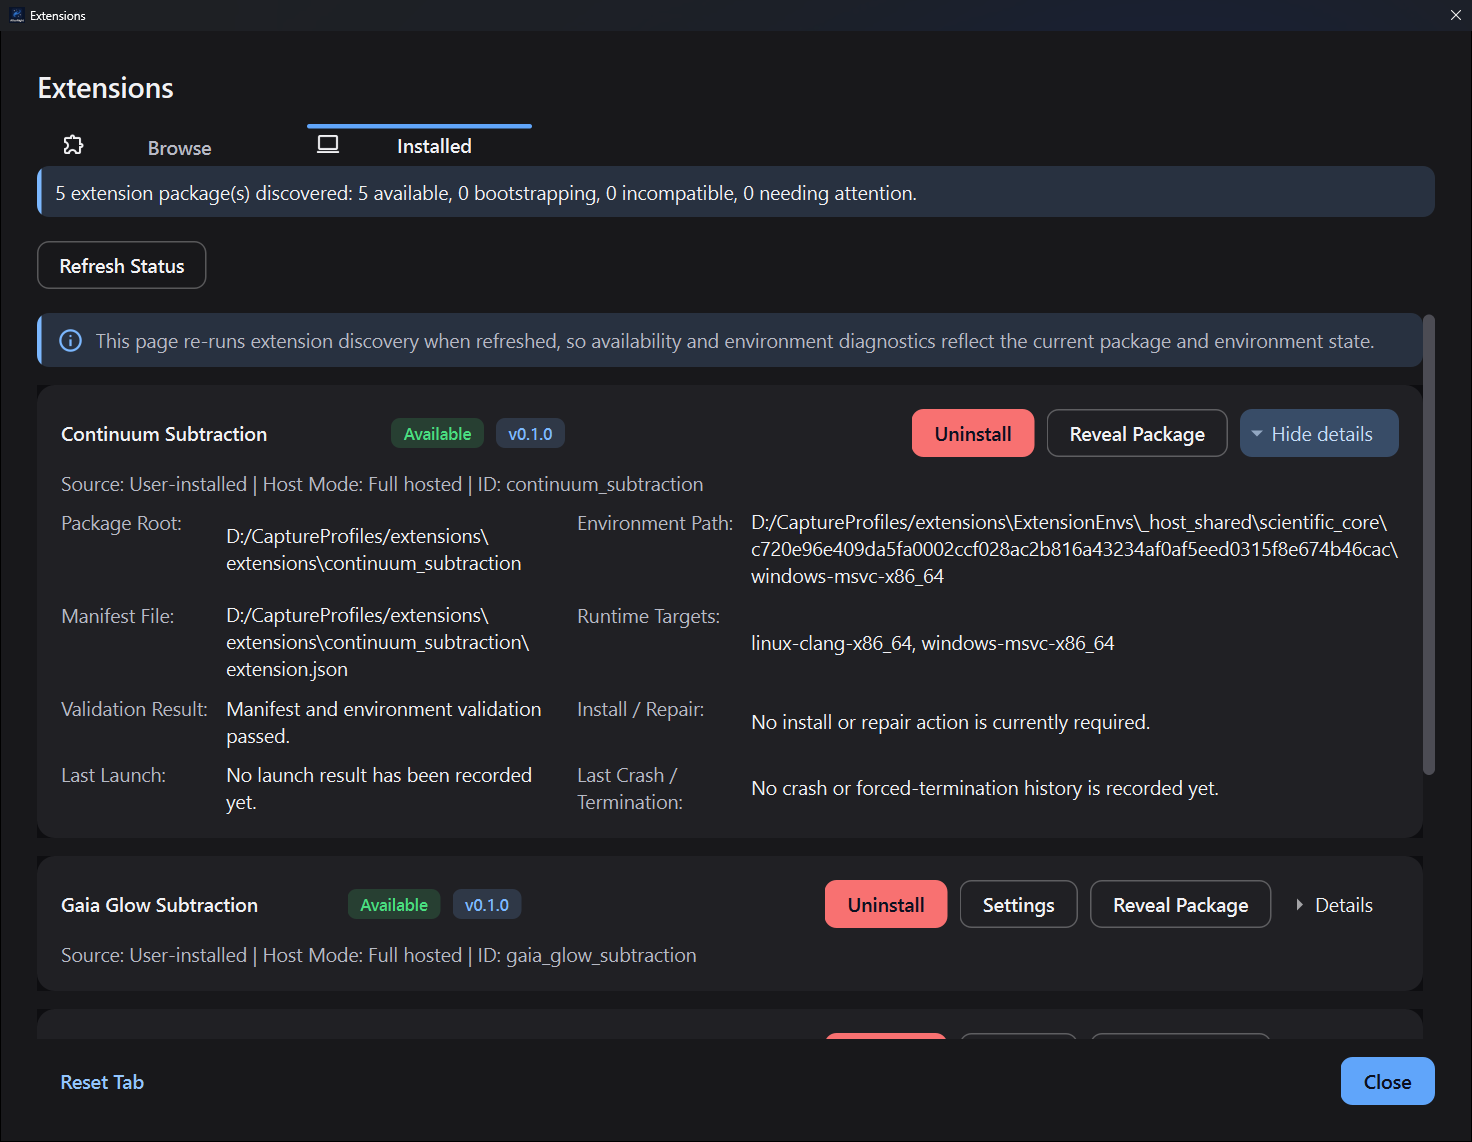 Extensions
Extensions
Browse
Installed
5 extension package(s) discovered: 5 available, 0 bootstrapping, 0 incompatible, 0 needing attention.
Refresh Status
This page re-runs extension discovery when refreshed, so availability and environment diagnostics reflect the current package and environment state.
Continuum Subtraction
Available
v0.1.0
Uninstall
Reveal Package
Hide details
Source: User-installed | Host Mode: Full hosted | ID: continuum_subtraction
Package Root:
D:/CaptureProfiles/extensions\
extensions\continuum_subtraction
Environment Path:
D:/CaptureProfiles/extensions\ExtensionEnvs\_host_shared\scientific_core\
c720e96e409da5fa0002ccf028ac2b816a43234af0af5eed0315f8e674b46cac\
windows-msvc-x86_64
Manifest File:
D:/CaptureProfiles/extensions\
extensions\continuum_subtraction\
extension.json
Runtime Targets:
linux-clang-x86_64, windows-msvc-x86_64
Validation Result:
Manifest and environment validation
passed.
Install / Repair:
No install or repair action is currently required.
Last Launch:
No launch result has been recorded
yet.
Last Crash /
Termination:
No crash or forced-termination history is recorded yet.
Gaia Glow Subtraction
Available
v0.1.0
Uninstall
Settings
Reveal Package
Details
Source: User-installed | Host Mode: Full hosted | ID: gaia_glow_subtraction
Reset Tab
Close